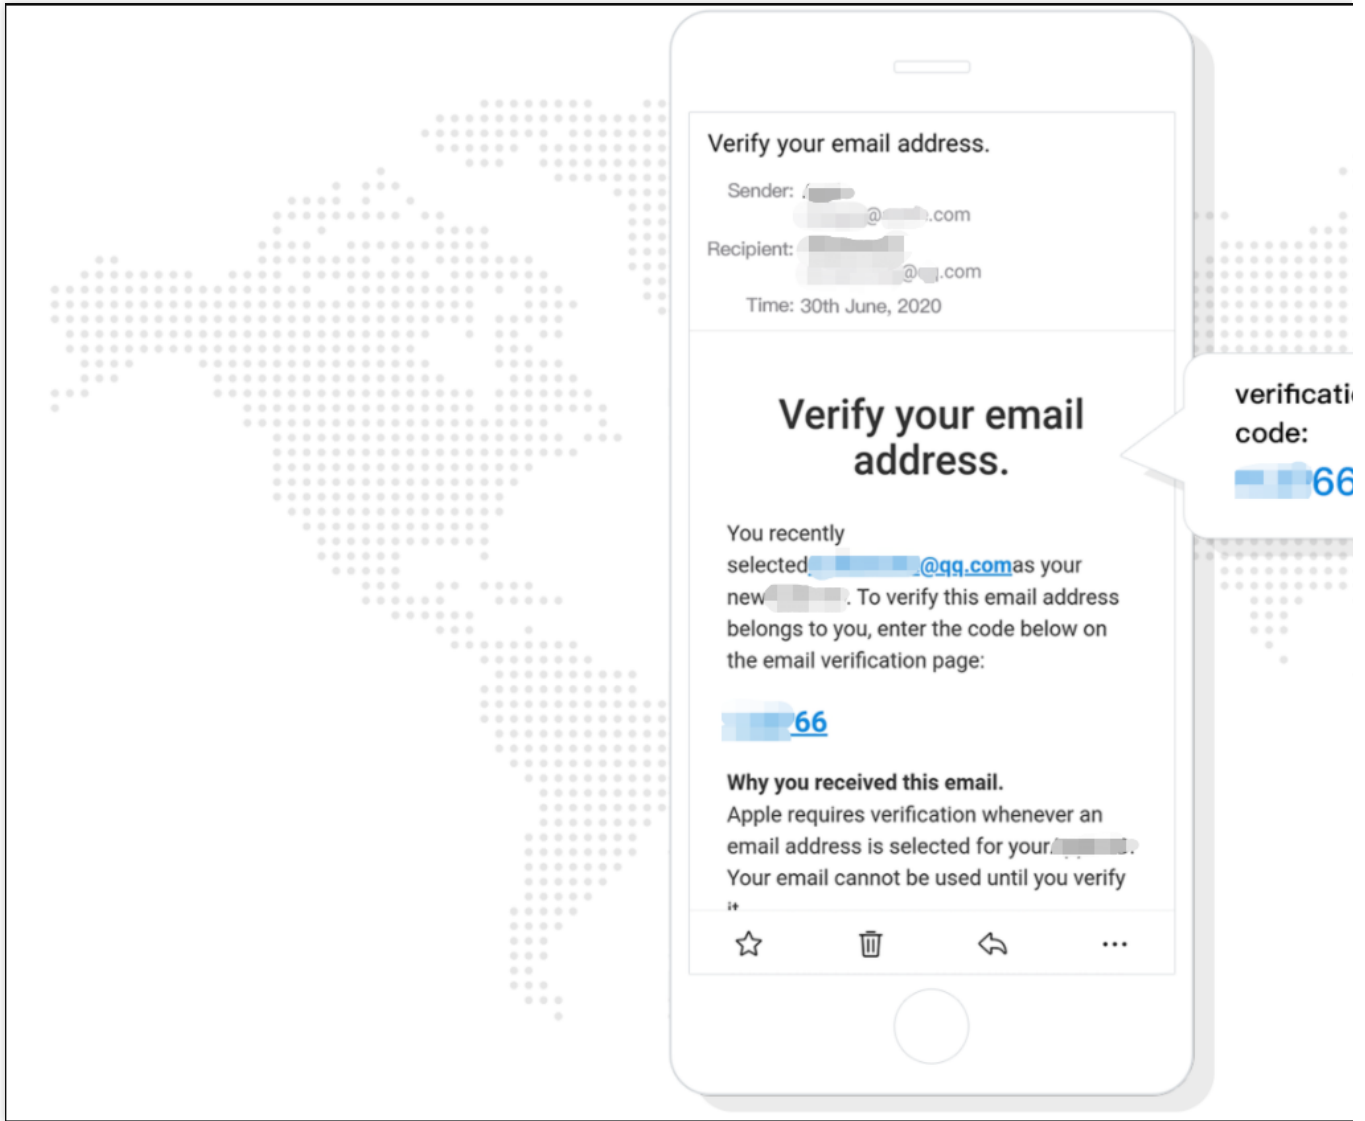 Verify your email address.
Sender:
@ .com
Recipient:
@ .com
Time: 30th June, 2020
Verify your email
address.
You recently
selected @qq.comas your
new . To verify this email address
belongs to you, enter the code below on
the email verification page:
66
Why you received this email.
Apple requires verification whenever an
email address is selected for your
Your email cannot be used until you verify
verificati
code:
66